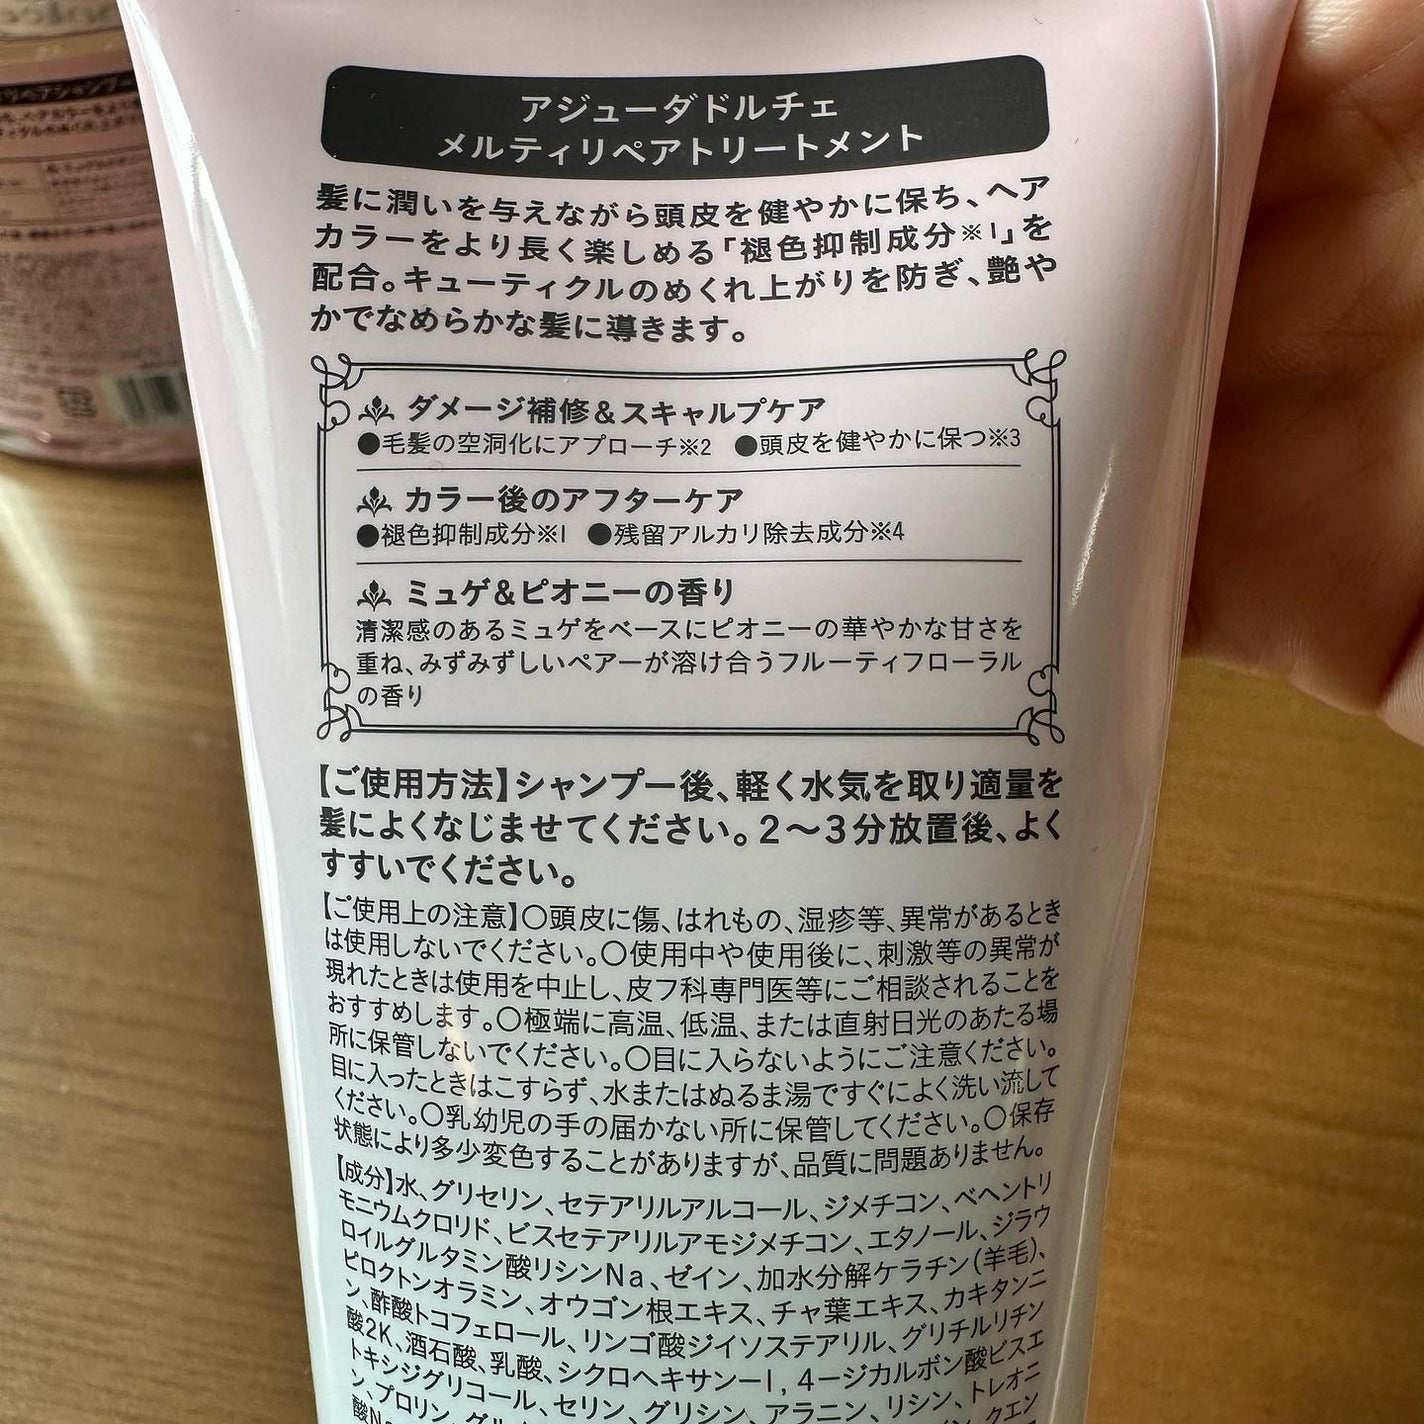 アジューダドルチェ
メルティリペアトリートメント
髪に潤いを与えながら頭皮を健やかに保ち、ヘア
カラーをより長く楽しめる「褪色抑制成分※1」を
配合。キューティクルのめくれ上がりを防ぎ、艶や
かでなめらかな髪に導きます。
ダメージ補修&スキャルプケア
●毛髪の空洞化にアプローチ※2 ●頭皮を健やかに保つ※3
カラー後のアフターケア
●褪色抑制成分※1 ●残留アルカリ除去成分※4
ミュゲ&ピオニーの香り
清潔感のあるミュゲをベースにピオニーの華やかな甘さを
重ね、みずみずしいペアーが溶け合うフルーティフローラル
の香り
【ご使用方法】シャンプー後、軽く水気を取り適量を
髪によくなじませてください。2〜3分放置後、よく
すすいでください。
【ご使用上の注意】〇頭皮に傷、はれもの、湿疹等、異常があるとき
は使用しないでください。〇使用中や使用後に、刺激等の異常が
現れたときは使用を中止し、皮フ科専門医等にご相談されることを
おすすめします。〇極端に高温、低温、または直射日光のあたる場
所に保管しないでください。〇目に入らないようにご注意ください。
目に入ったときはこすらず、水またはぬるま湯ですぐによく洗い流して
ください。〇乳幼児の手の届かない所に保管してください。〇保存
状態により多少変色することがありますが、品質に問題ありません。
【成分】水、グリセリン、セテアリルアルコール、ジメチコン、ベヘントリ
モニウムクロリド、ビスセテアリルアモジメチコン、エタノール、ジラウ
ロイルグルタミン酸リシンNa、ゼイン、加水分解ケラチン(羊毛)、
ピロクトンオラミン、オウゴン根エキス、チャ葉エキス、カキタンニ
ン、酢酸トコフェロール、リンゴ酸ジイソステアリル、グリチルリチン
酸2K、酒石酸、乳酸、シクロヘキサン-1, 4-ジカルボン酸ビスエ
トキシジグリコール、セリン、グリシン、アラニン、リシン、トレオニ
ン、プロリン、
クエン